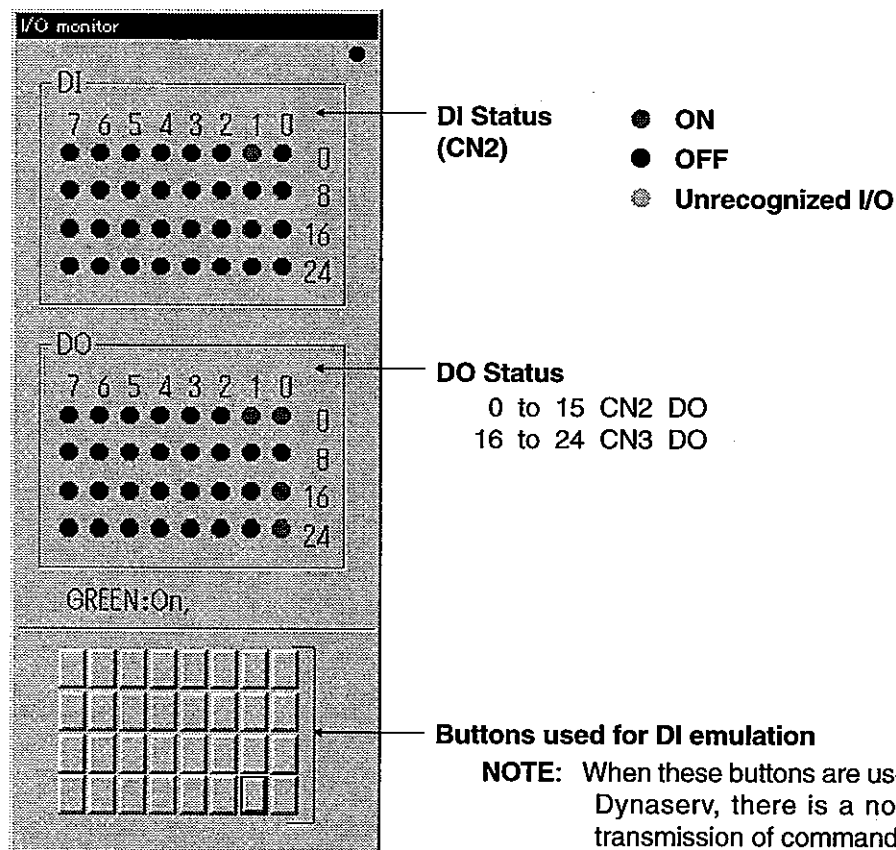 I/O monitor
DI
7 6 5 4 3 2 1 0
0
8
16
24
DI Status
(CN2)
ON
OFF
Unrecognized I/O
DO
7 6 5 4 3 2 1 0
0
8
16
24
DO Status
0 to 15 CN2 DO
16 to 24 CN3 DO
GREEN:On,
Buttons used for DI emulation
NOTE: When these buttons are
Dynaserv, there is a
transmission of